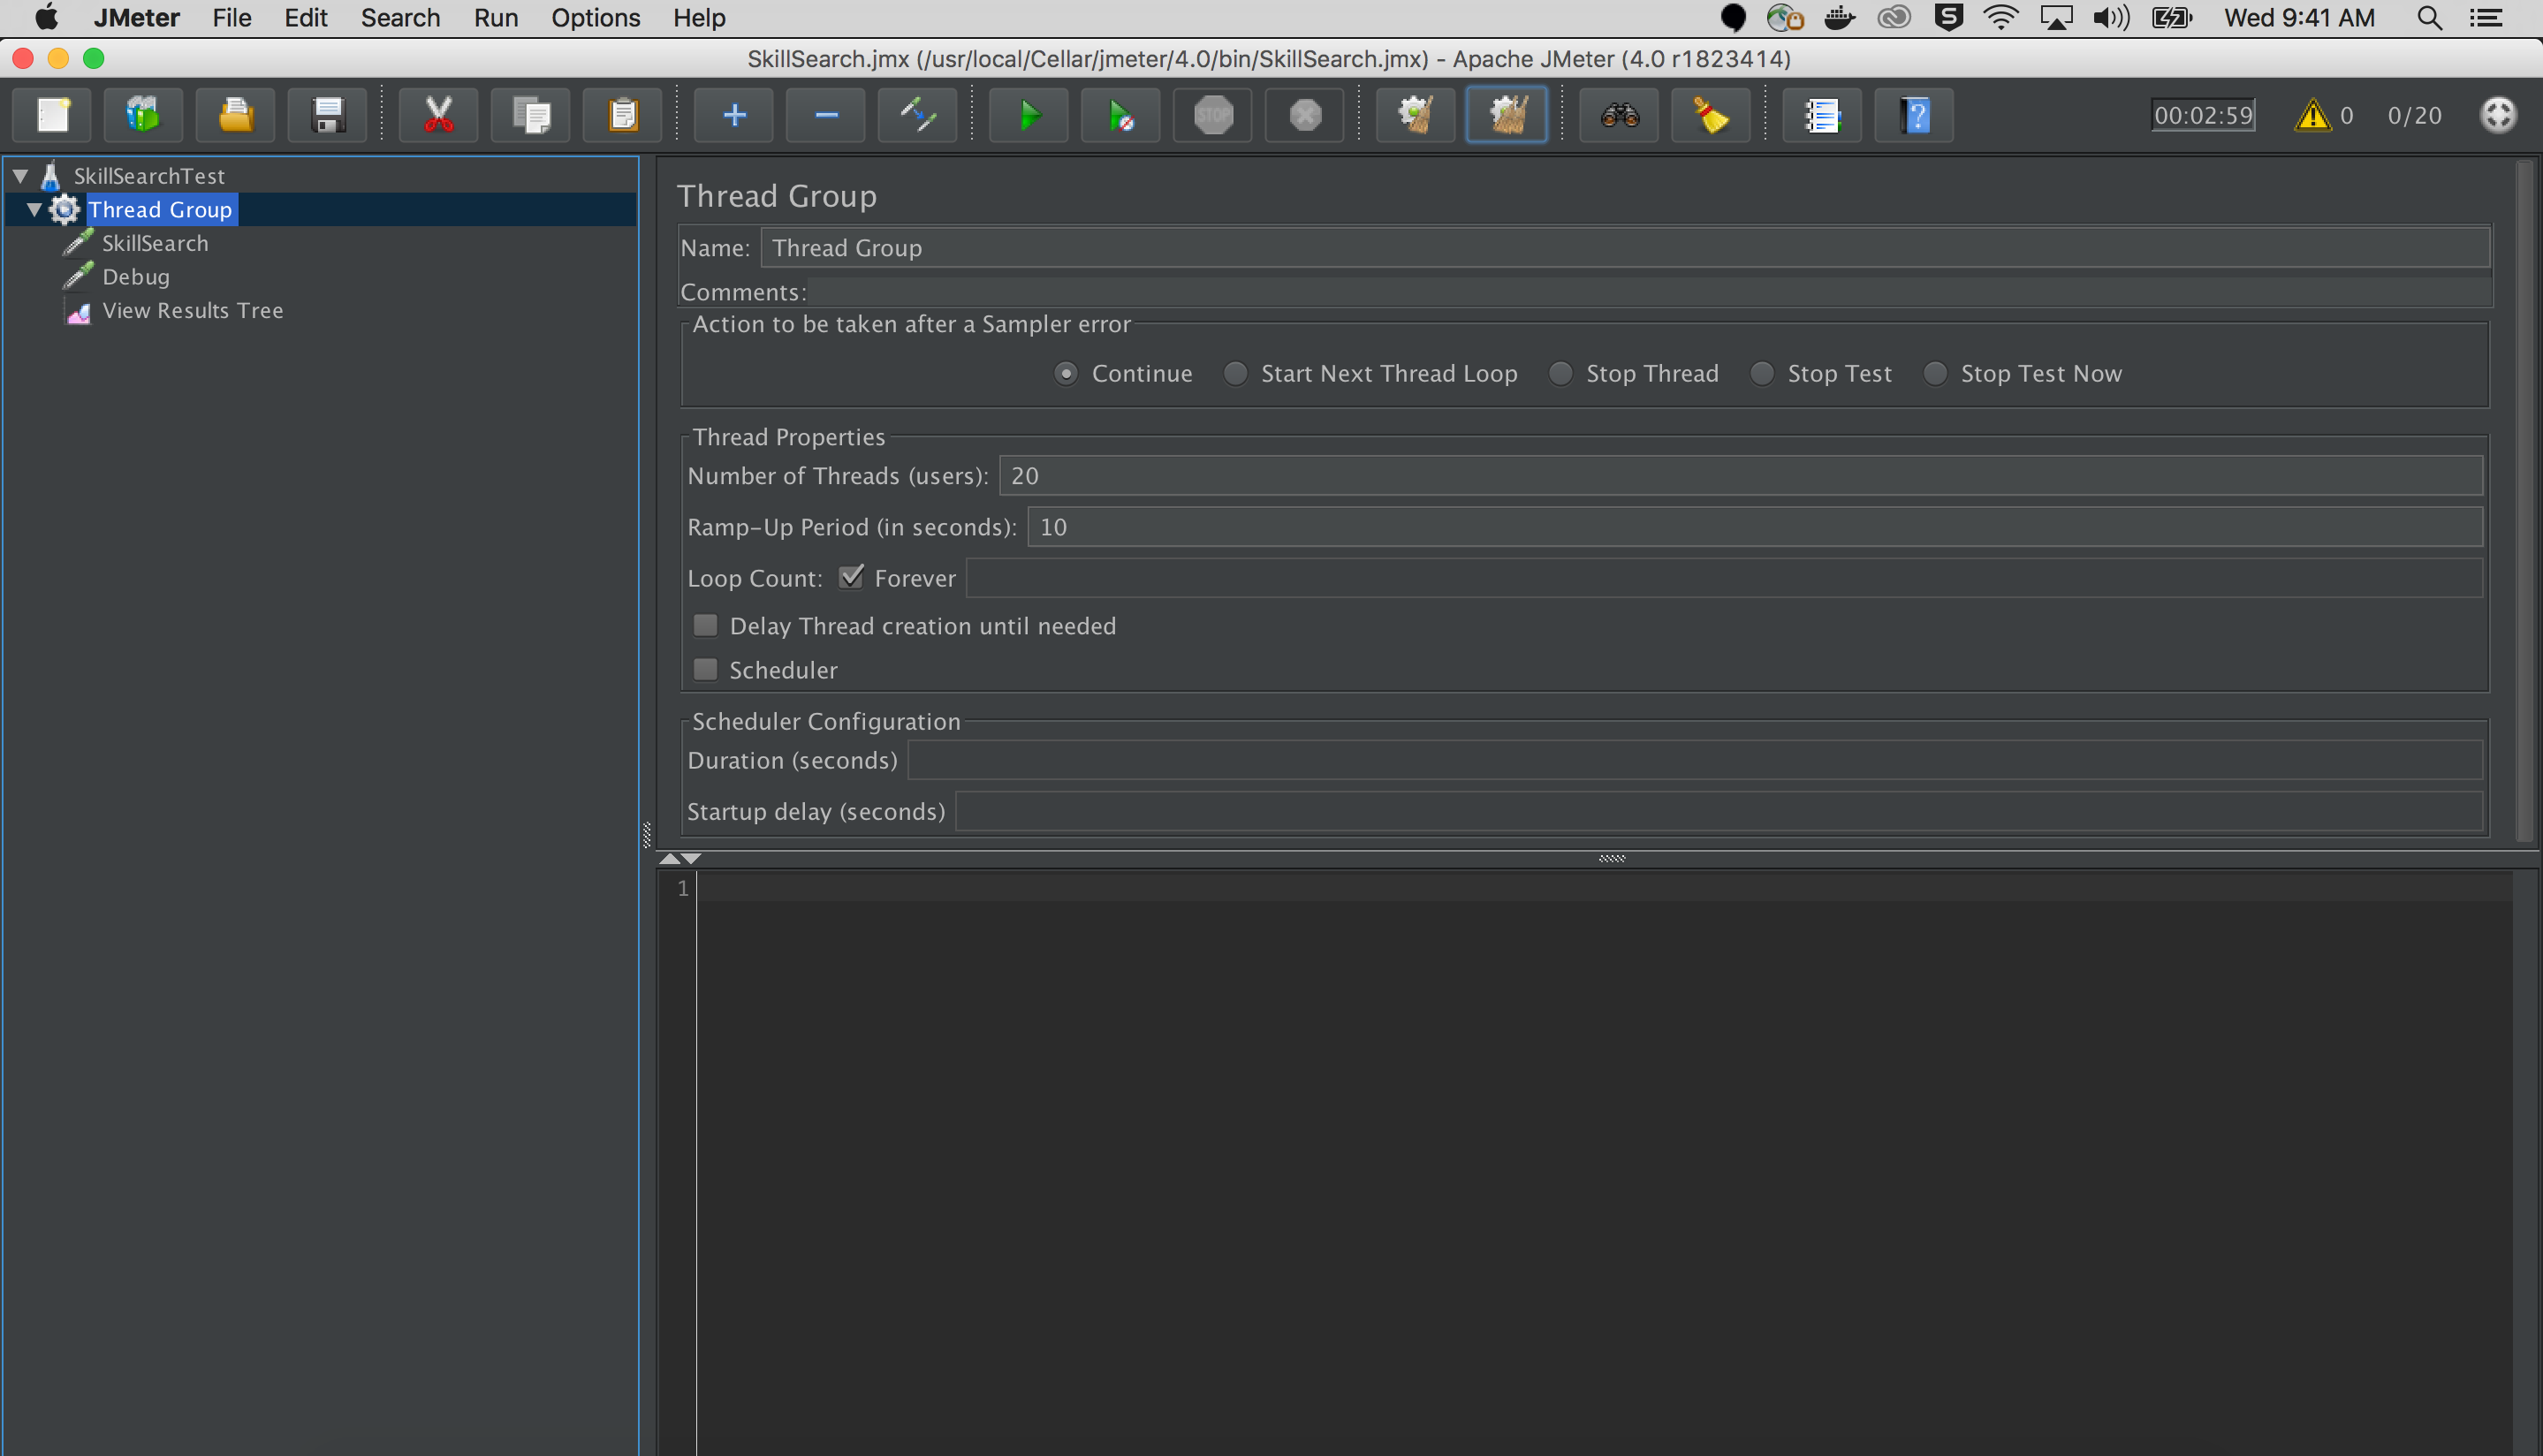 JMeter File Edit Search Run Options Help Wed 9:41 AM
SkillSearch.jmx (/usr/local/Cellar/jmeter/4.0/bin/SkillSearch.jmx) - Apache JMeter (4.0 r1823414)
STOP 00:02:59 0 0/20
SkillSearchTest
Thread Group
SkillSearch
Debug
View Results Tree
Thread Group
Name: Thread Group
Comments:
Action to be taken after a Sampler error
Continue Start Next Thread Loop Stop Thread Stop Test Stop Test Now
Thread Properties
Number of Threads (users): 20
Ramp-Up Period (in seconds): 10
Loop Count: Forever
Delay Thread creation until needed
Scheduler
Scheduler Configuration
Duration (seconds)
Startup delay (seconds)
1